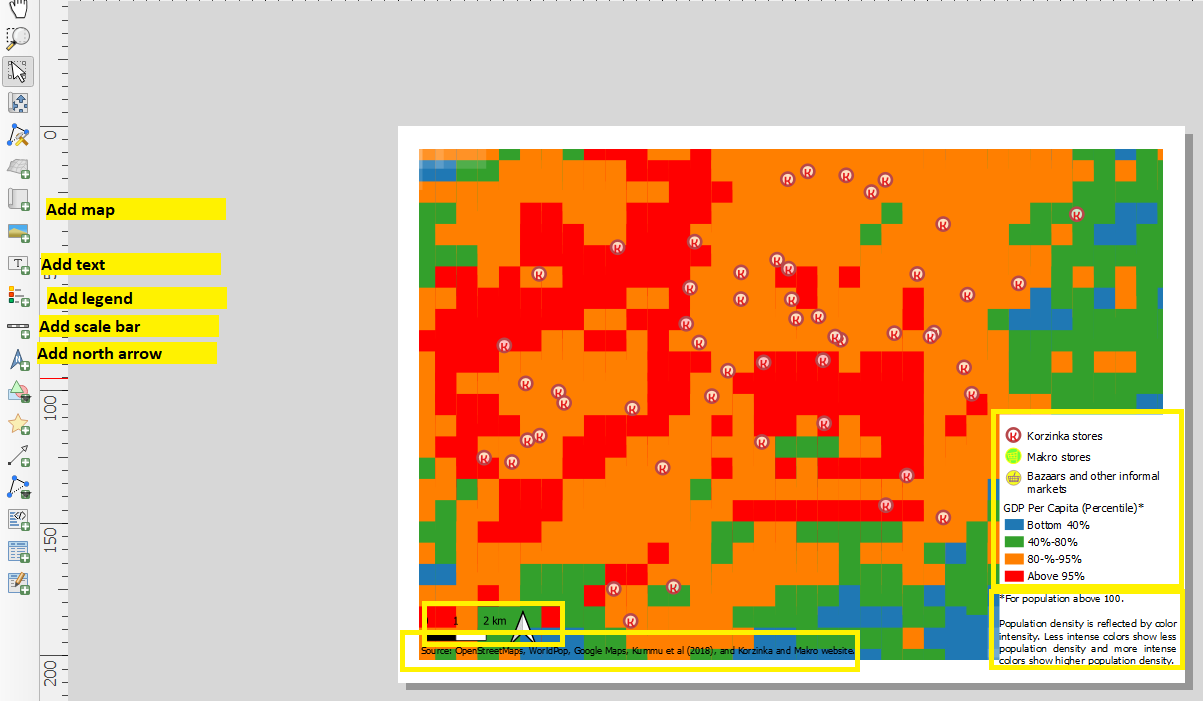 0
Add map
Add text
Add legend
Add scale bar
Add north arrow
100
150
200
Korzinka stores
Makro stores
Bazaars and other informal
markets
GDP Per Capita (Percentile)*
Bottom 40%
40%-80%
80-%-95%
Above 95%
*For population above 100.
Population density is reflected by color
intensity. Less intense colors show less
population density and more intense
colors show higher population density.
1 2 km
Source: OpenStreetMaps, WorldPop, Google Maps, Kummu et al (2018), and Korzinka and Makro website.